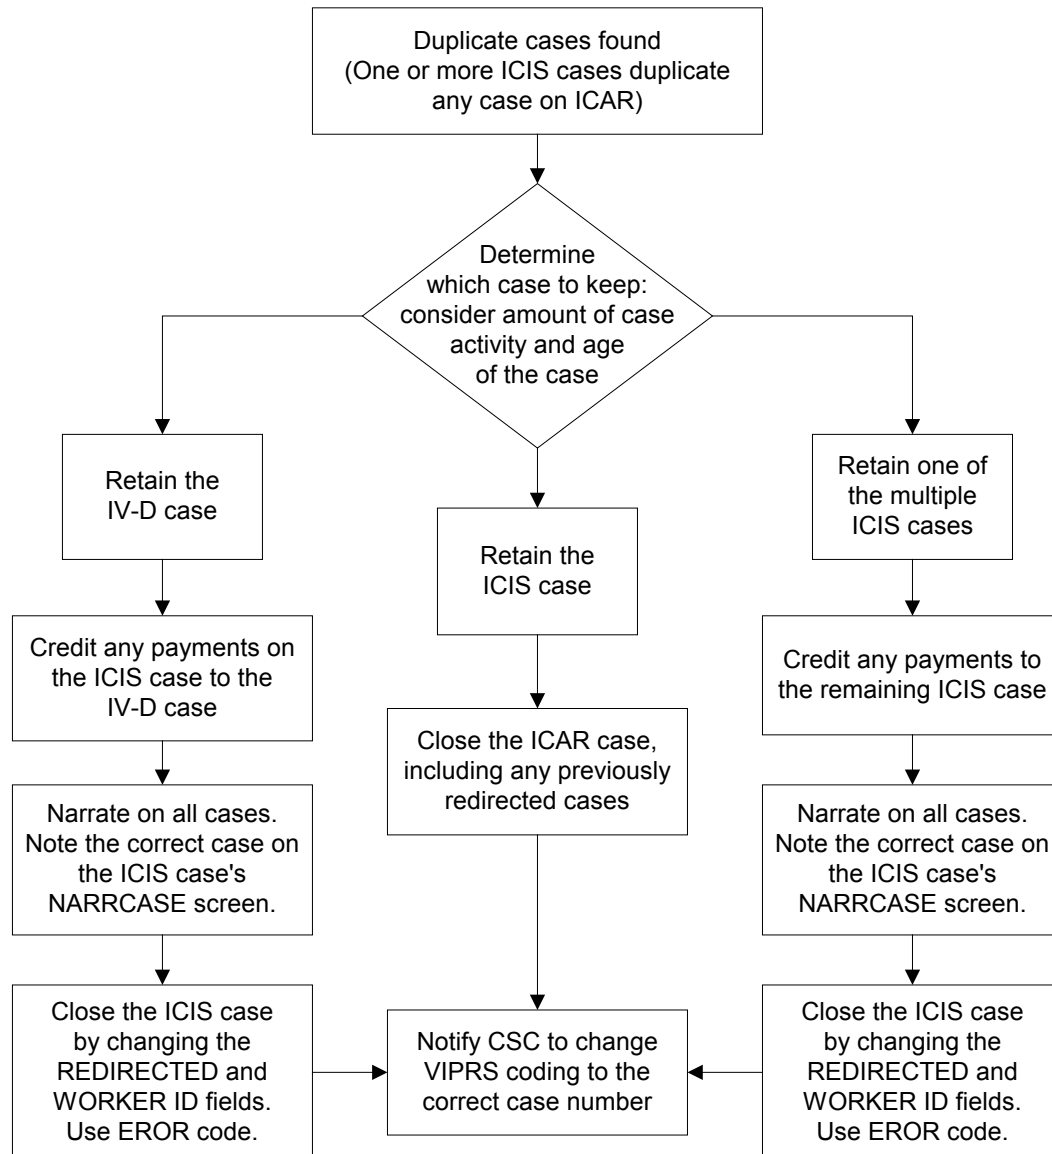 Duplicate cases found
(One or more ICIS cases duplicate
any case on ICAR)
Determine
which case to keep:
consider amount of case
activity and age
of the case
Retain the
IV-D case
Retain the
ICIS case
Retain one of
the multiple
ICIS cases
Credit any payments on
the ICIS case to the
IV-D case
Close the ICAR case,
including any previously
redirected cases
Credit any payments to
the remaining ICIS case
Narrate on all cases.
Note the correct case on
the ICIS case's
NARRCASE screen.
Narrate on all cases.
Note the correct case on
the ICIS case's
NARRCASE screen.
Close the ICIS case
by changing the
REDIRECTED and
WORKER ID fields.
Use EROR code.
Notify CSC to change
VIPRS coding to the
correct case number
Close the ICIS case
by changing the
REDIRECTED and
WORKER ID fields.
Use EROR code.